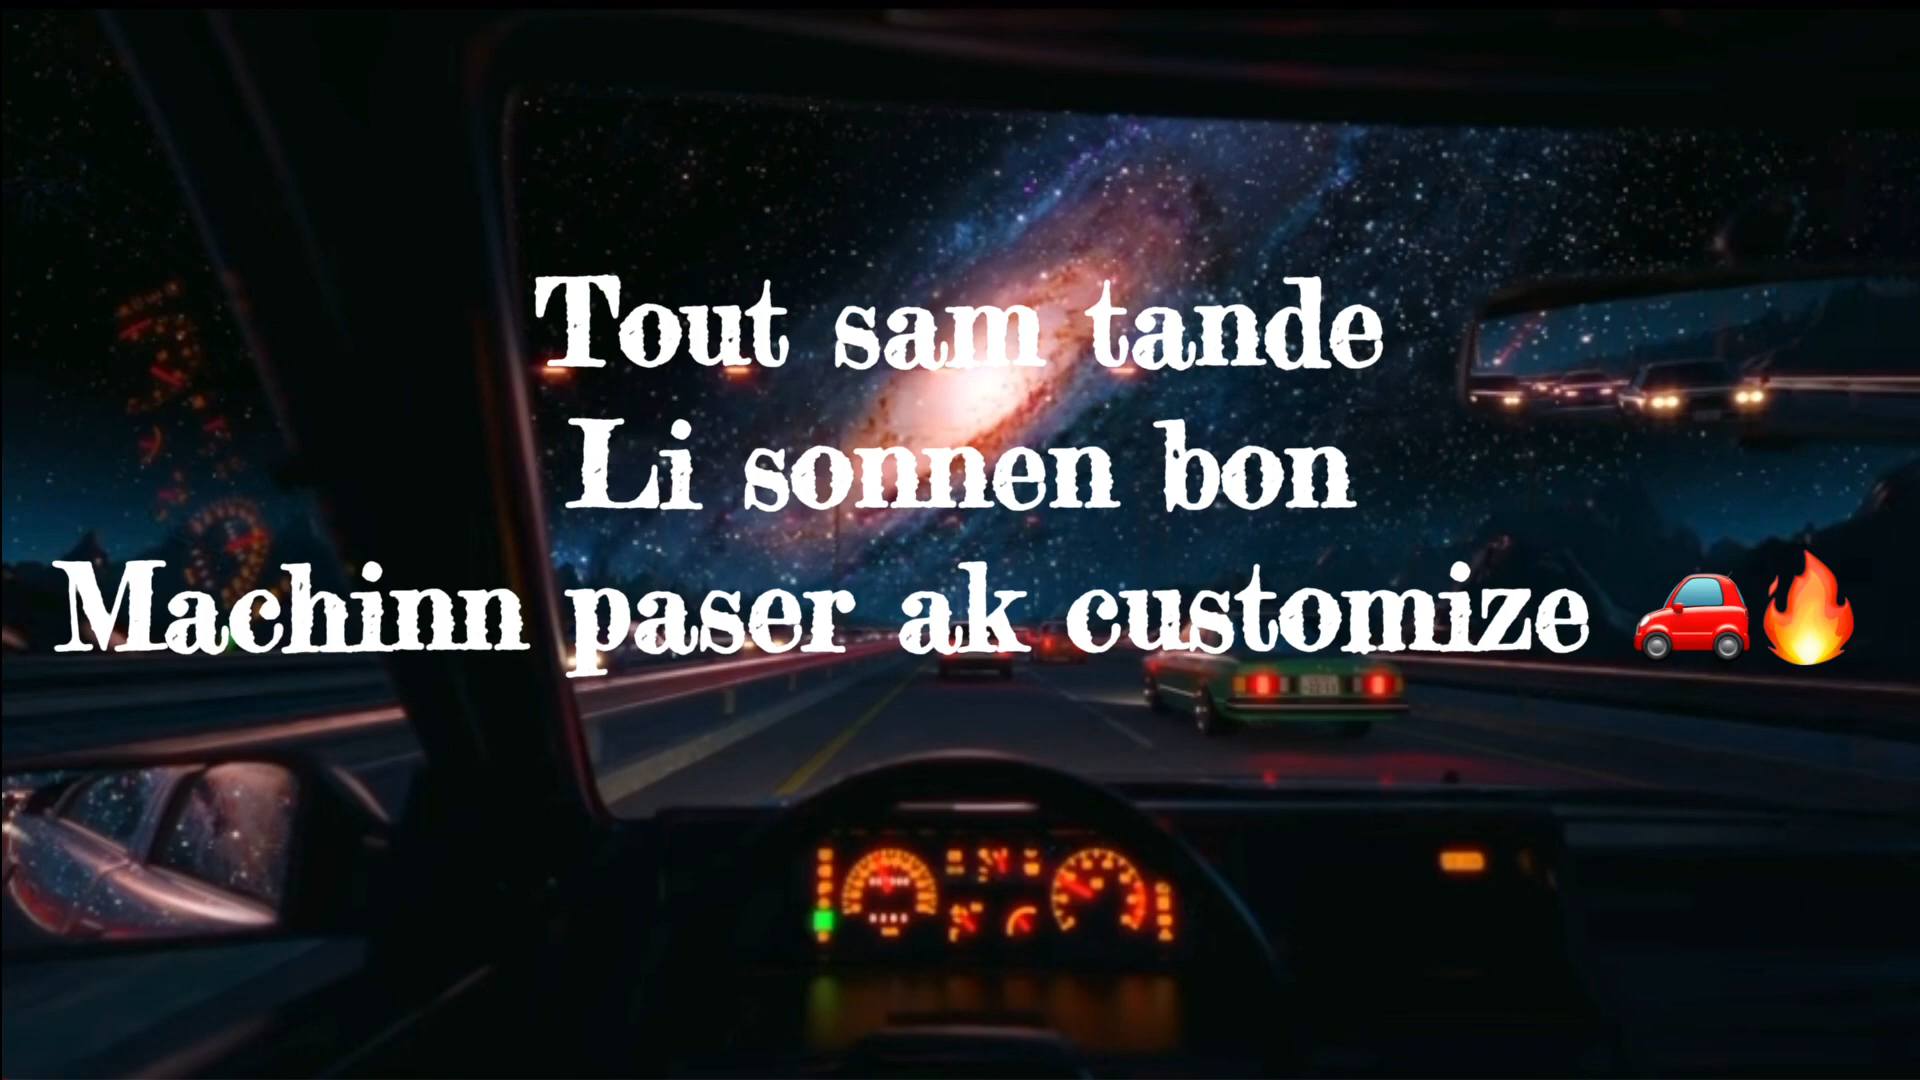 Tout sam tande
Li sonnen bon
Machinn paser ak customize 🚗🔥